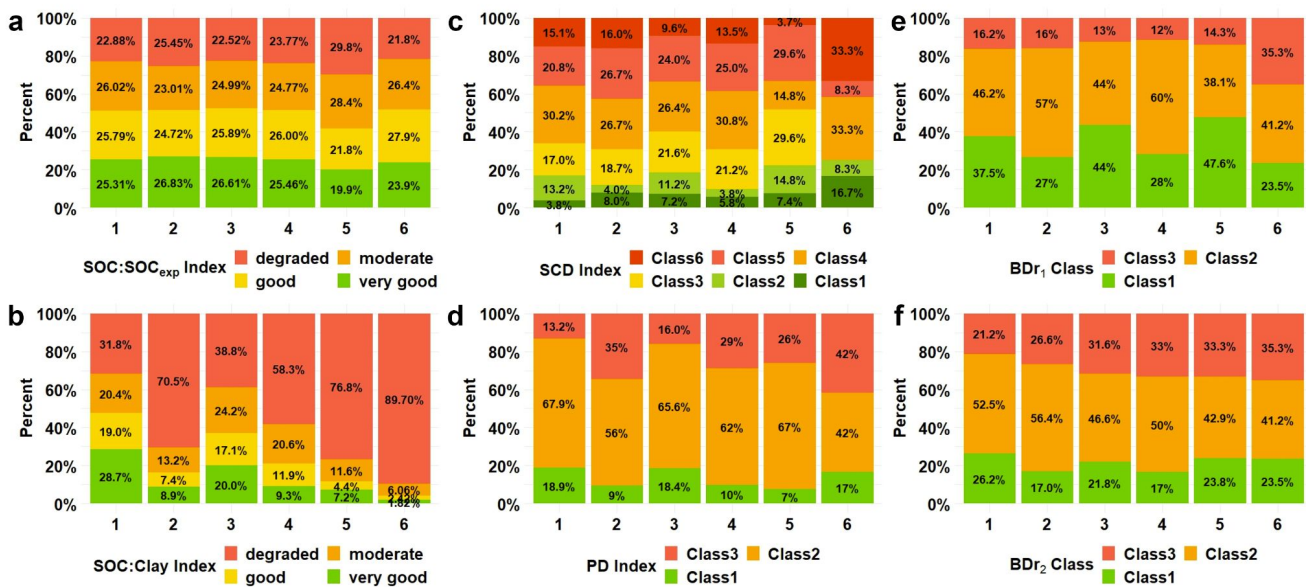 a
100%
80%
60%
40%
20%
0%
Percent
22.88% 25.45% 22.52% 23.77% 29.8% 21.8%
26.02% 23.01% 24.99% 24.77% 28.4% 26.4%
25.79% 24.72% 25.89% 26.00% 21.8% 27.9%
25.31% 26.83% 26.61% 25.46% 19.9% 23.9%
1 2 3 4 5 6
SOC:SOCexp Index
degraded moderate
good very good
c
100%
80%
60%
40%
20%
0%
Percent
15.1% 16.0% 9.6% 13.5% 3.7% 33.3%
20.8% 26.7% 24.0% 25.0% 29.6% 8.3%
30.2% 26.7% 26.4% 30.8% 14.8% 33.3%
17.0% 18.7% 21.6% 21.2% 29.6%
13.2% 4.0% 11.2% 3.8% 14.8% 8.3%
3.8% 8.0% 7.2% 5.8% 7.4% 16.7%
1 2 3 4 5 6
SCD Index
Class6 Class5 Class4
Class3 Class2 Class1
e
100%
80%
60%
40%
20%
0%
Percent
16.2% 16% 13% 12% 14.3% 35.3%
46.2% 57% 44% 60% 38.1% 41.2%
37.5% 27% 44% 28% 47.6% 23.5%
1 2 3 4 5 6
BDr1 Class
Class3 Class2
Class1
b
100%
80%
60%
40%
20%
0%
Percent
31.8% 70.5% 38.8% 58.3% 76.8% 89.70%
20.4% 13.2% 24.2% 20.6% 11.6% 6.06%
19.0% 7.4% 17.1% 11.9% 4.4% 2.42%
28.7% 8.9% 20.0% 9.3% 7.2% 1.82%
1 2 3 4 5 6
SOC:Clay Index
degraded moderate
good very good
d
100%
80%
60%
40%
20%
0%
Percent
13.2% 35% 16.0% 29% 26% 42%
67.9% 56% 65.6% 62% 67% 42%
18.9% 9% 18.4% 10% 7% 17%
1 2 3 4 5 6
PD Index
Class3 Class2
Class1
f
100%
80%
60%
40%
20%
0%
Percent
21.2% 26.6% 31.6% 33% 33.3% 35.3%
52.5% 56.4% 46.6% 50% 42.9% 41.2%
26.2% 17.0% 21.8% 17% 23.8% 23.5%
1 2 3 4 5 6
BDr2 Class
Class3 Class2
Class1